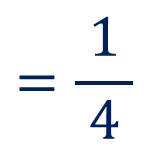 = 1/4